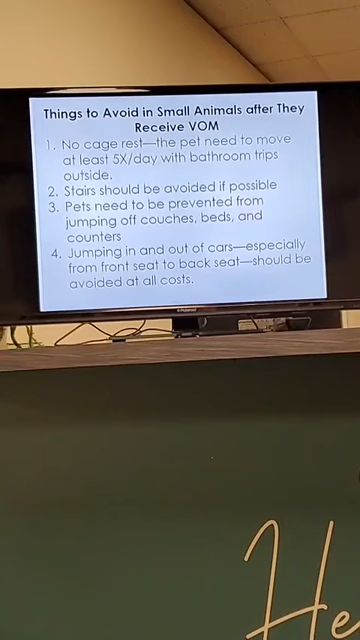 Things to Avoid in Small Animals after They
Receive VOM
1. No cage rest—the pet need to move
at least 5X/day with bathroom trips
outside.
2. Stairs should be avoided if possible
3. Pets need to be prevented from
jumping off couches, beds, and
counters
4. Jumping in and out of cars—especially
from front seat to back seat—should be
avoided at all costs.
Polaroid
He